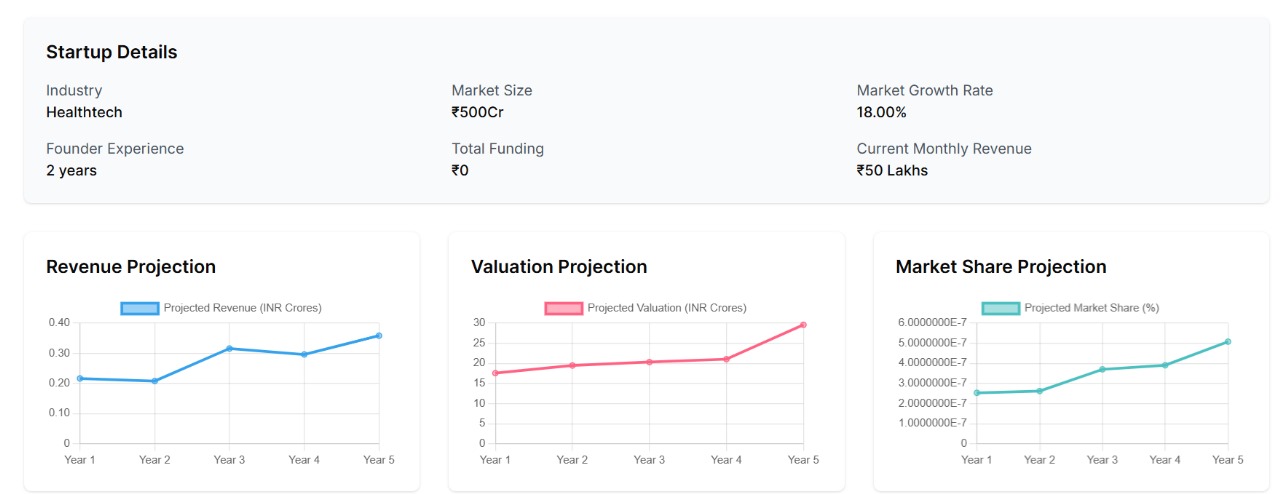 Startup Details
Industry
Market Size
Market Growth Rate
Healthtech
₹500Cr
18.00%
Founder Experience
Total Funding
Current Monthly Revenue
2 years
₹0
₹50 Lakhs
Revenue Projection
Projected Revenue (INR Crores)
0.40
0.30
0.20
0.10
0
Year 1 Year 2 Year 3 Year 4 Year 5
Valuation Projection
Projected Valuation (INR Crores)
30
25
20
15
10
5
0
Year 1 Year 2 Year 3 Year 4 Year 5
Market Share Projection
Projected Market Share (%)
6.0000000E-7
5.0000000E-7
4.0000000E-7
3.0000000E-7
2.0000000E-7
1.0000000E-7
0
Year 1 Year 2 Year 3 Year 4 Year 5